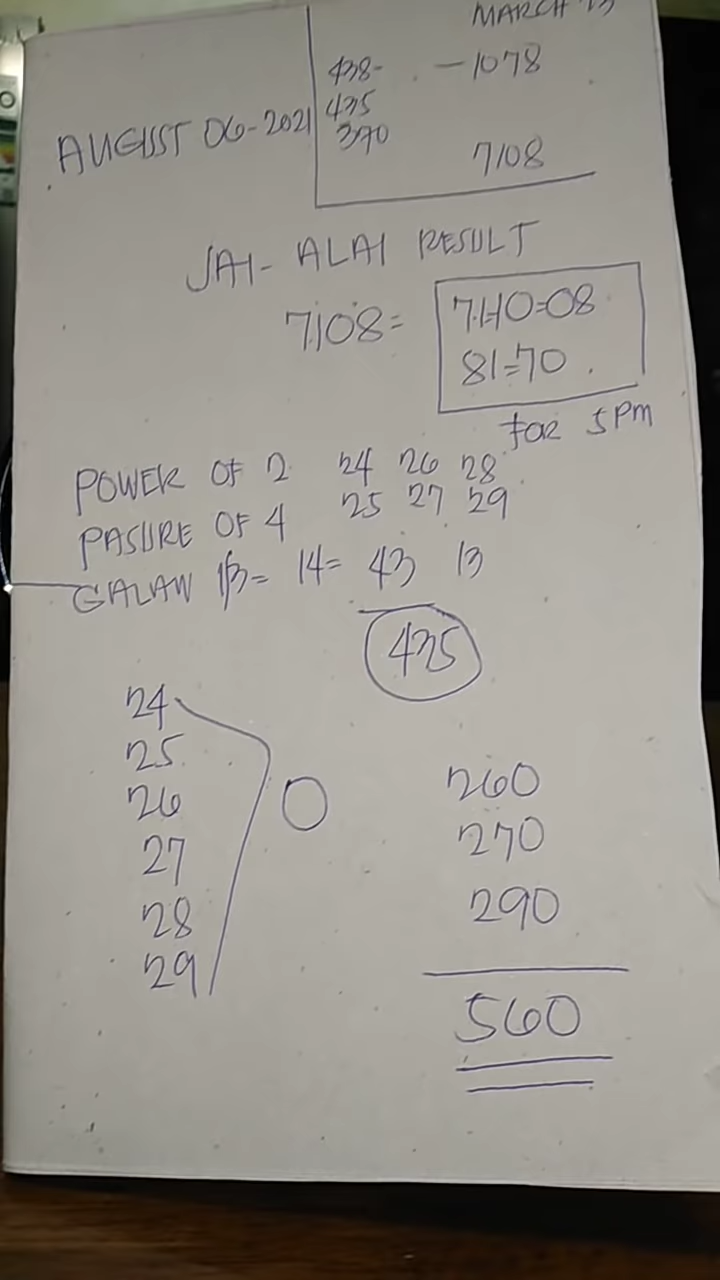 MARCH 13
438- - 1078
435
370
7108
AUGUST 06-2021
JAI-ALAI RESULT
7108= 71-10=08
81=70.
FOR 5PM
POWER OF 2 24 26 28
PASURE OF 4 25 27 29
GALAW 13= 14= 43 13
435
24
25
26
27
28
29
0
260
270
290
560